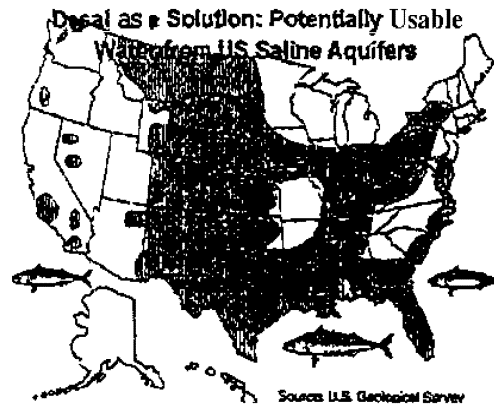 Desal as a Solution: Potentially Usable
Water from US Saline Aquifers
Source: U.S. Geological Survey